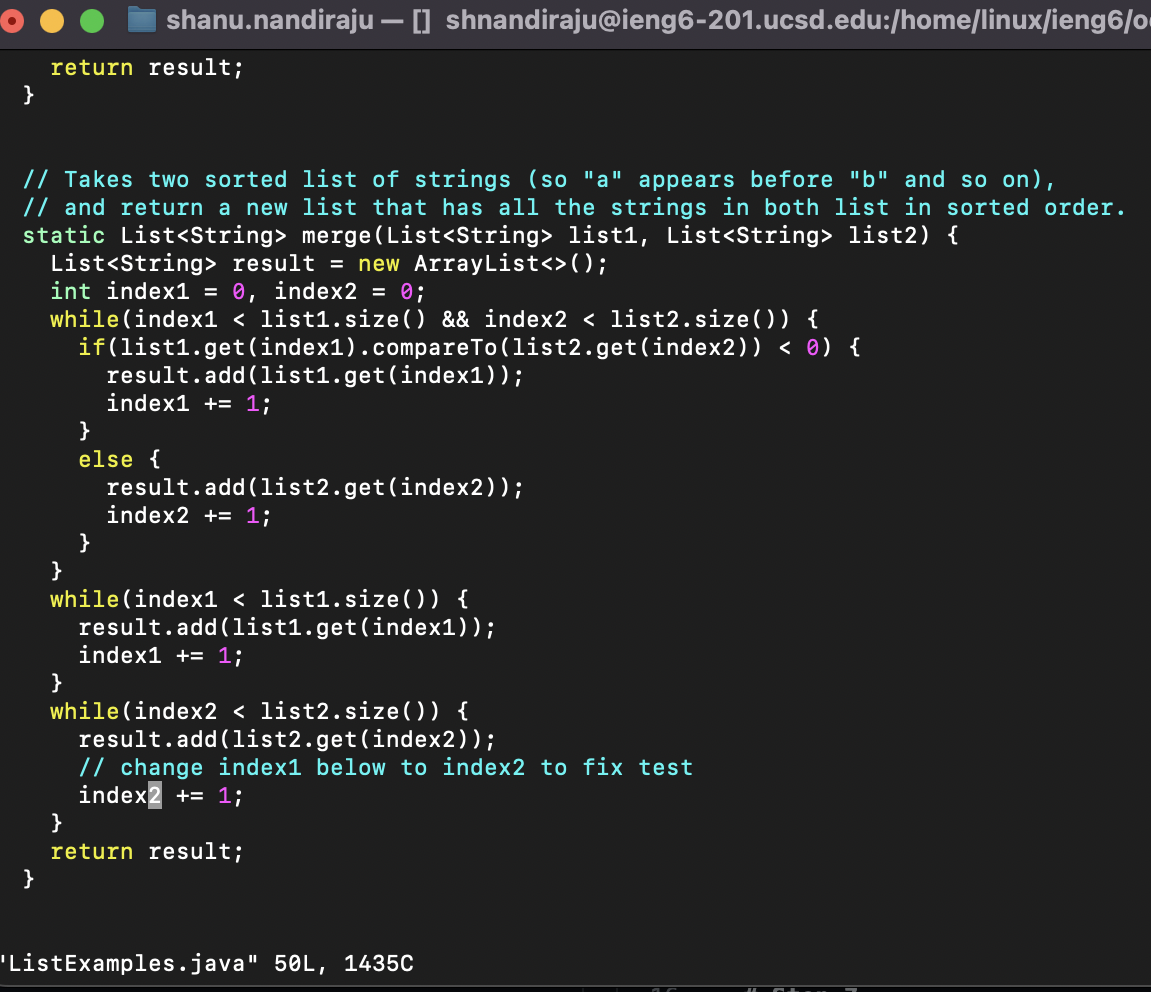 shanu.nandiraju — [] shnandiraju@ieng6-201.ucsd.edu:/home/linux/ieng6/o
return result;
}
// Takes two sorted list of strings (so "a" appears before "b" and so on),
// and return a new list that has all the strings in both list in sorted order.
static List<String> merge(List<String> list1, List<String> list2) {
List<String> result = new ArrayList<>();
int index1 = 0, index2 = 0;
while(index1 < list1.size() && index2 < list2.size()) {
if(list1.get(index1).compareTo(list2.get(index2)) < 0) {
result.add(list1.get(index1));
index1 += 1;
}
else {
result.add(list2.get(index2));
index2 += 1;
}
}
while(index1 < list1.size()) {
result.add(list1.get(index1));
index1 += 1;
}
while(index2 < list2.size()) {
result.add(list2.get(index2));
// change index1 below to index2 to fix test
index2 += 1;
}
return result;
}
"ListExamples.java" 50L, 1435C